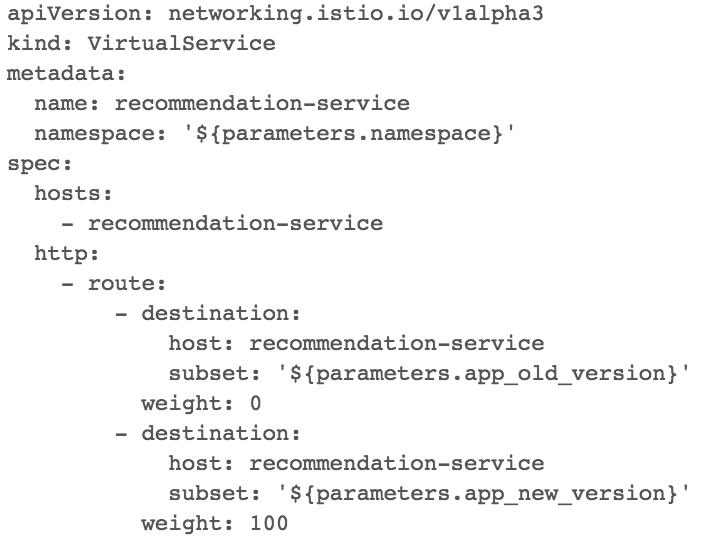 apiVersion: networking.istio.io/v1alpha3
kind: VirtualService
metadata:
  name: recommendation-service
  namespace: '${parameters.namespace}'
spec:
  hosts:
    - recommendation-service
  http:
    - route:
        - destination:
            host: recommendation-service
            subset: '${parameters.app_old_version}'
          weight: 0
        - destination:
            host: recommendation-service
            subset: '${parameters.app_new_version}'
          weight: 100